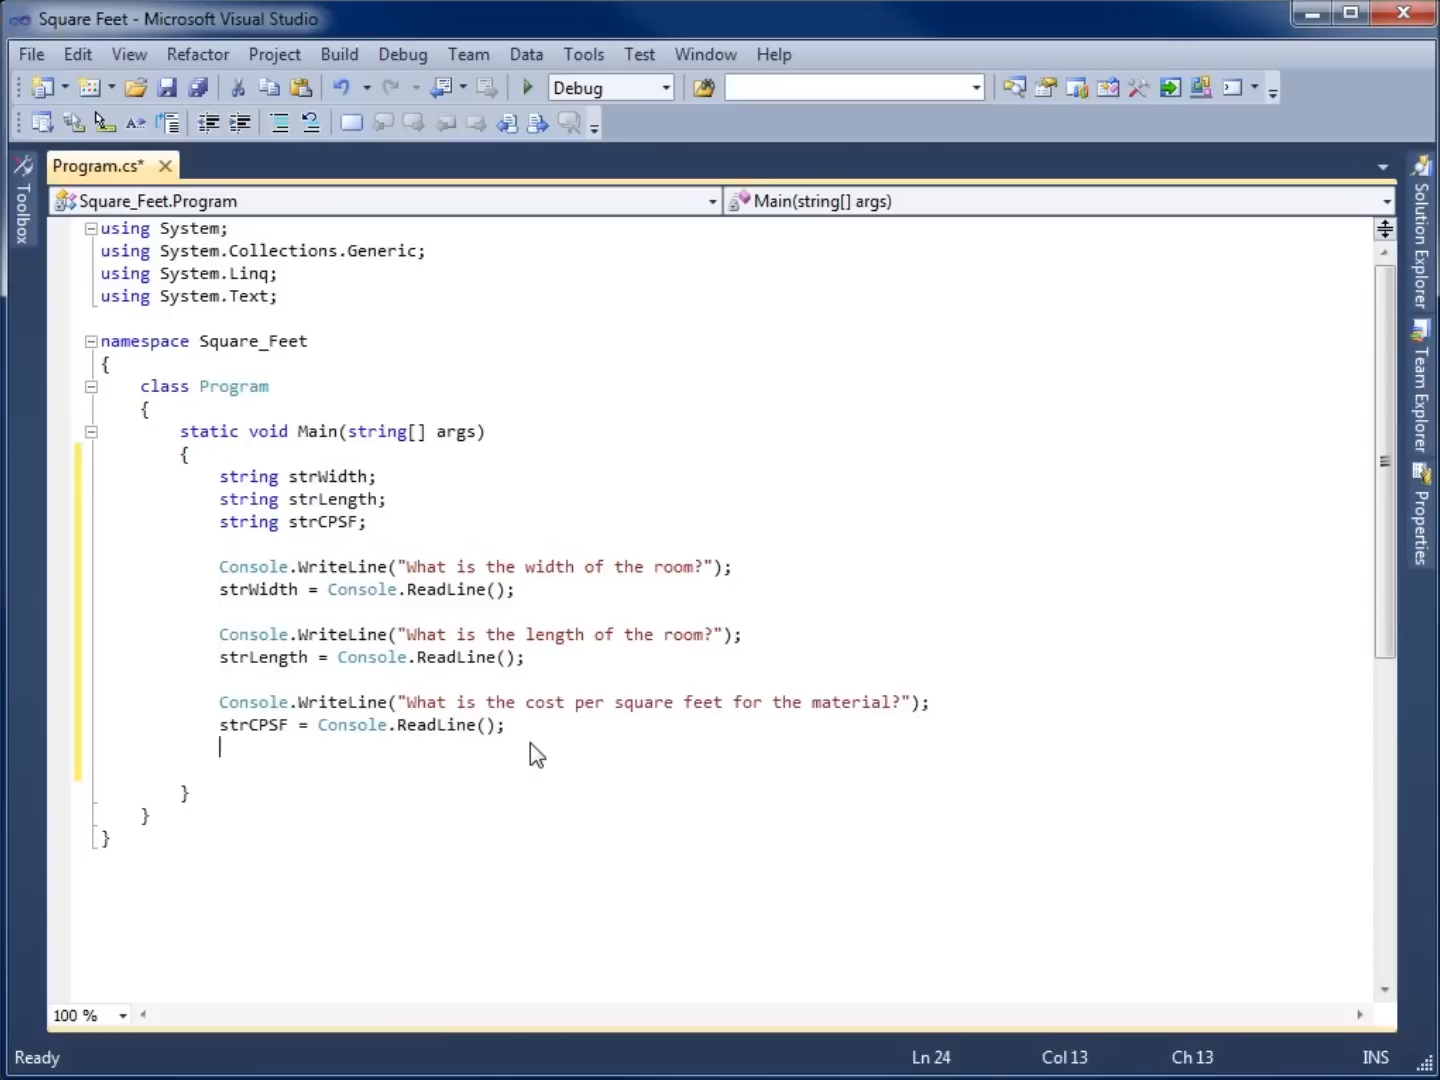 Square Feet - Microsoft Visual Studio
File Edit View Refactor Project Build Debug Team Data Tools Test Window Help
Debug
Program.cs*
Square_Feet.Program
Main(string[] args)
Toolbox
Solution Explorer
Team Explorer
Properties
using System;
using System.Collections.Generic;
using System.Linq;
using System.Text;
namespace Square_Feet
{
class Program
{
static void Main(string[] args)
{
string strWidth;
string strLength;
string strCPSF;
Console.WriteLine("What is the width of the room?");
strWidth = Console.ReadLine();
Console.WriteLine("What is the length of the room?");
strLength = Console.ReadLine();
Console.WriteLine("What is the cost per square feet for the material?");
strCPSF = Console.ReadLine();
}
}
}
100 %
Ready Ln 24 Col 13 Ch 13 INS